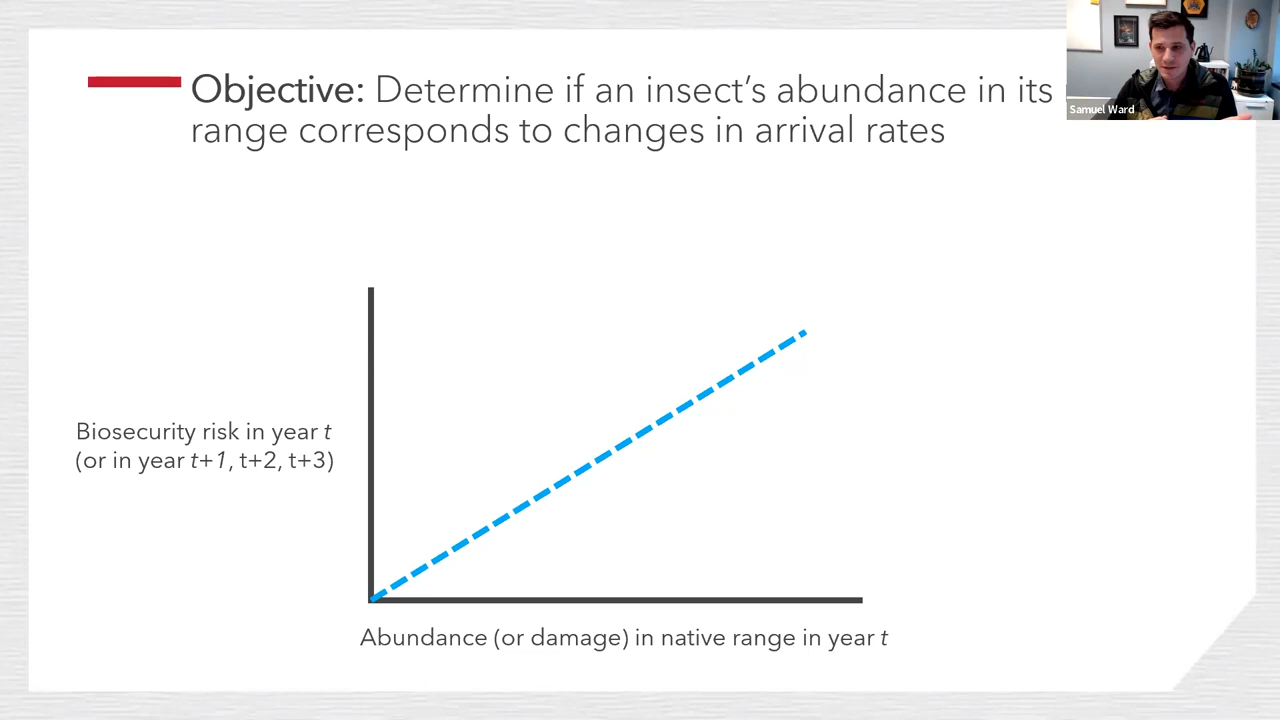 Objective: Determine if an insect's abundance in its
range corresponds to changes in arrival rates
Samuel Ward
Biosecurity risk in year t
(or in year t+1, t+2, t+3)
Abundance (or damage) in native range in year t